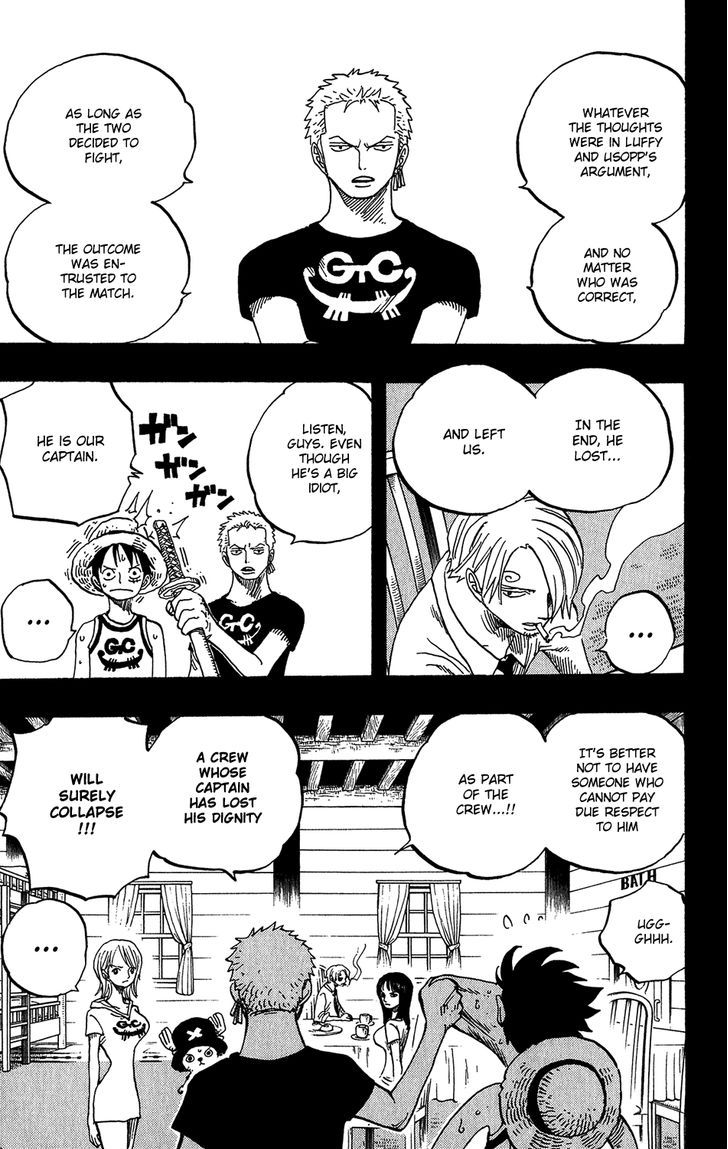 WHATEVER
THE THOUGHTS
WERE IN LUFFY
AND USOPP'S
ARGUMENT,
AND NO
MATTER
WHO WAS
CORRECT,
AS LONG AS
THE TWO
DECIDED TO
FIGHT,
THE OUTCOME
WAS EN-
TRUSTED TO
THE MATCH.
GTC
IN THE
END, HE
LOST...
AND LEFT
US.
...
LISTEN,
GUYS. EVEN
THOUGH
HE'S A BIG
IDIOT,
ガン
ガン
ガン
HE IS OUR
CAPTAIN.
GTC
GTC
...
IT'S BETTER
NOT TO HAVE
SOMEONE WHO
CANNOT PAY
DUE RESPECT
TO HIM
AS PART
OF THE
CREW...!!
A CREW
WHOSE
CAPTAIN
HAS LOST
HIS DIGNITY
WILL
SURELY
COLLAPSE
!!!
BATH
UGG-
GHHH.
...
GTC